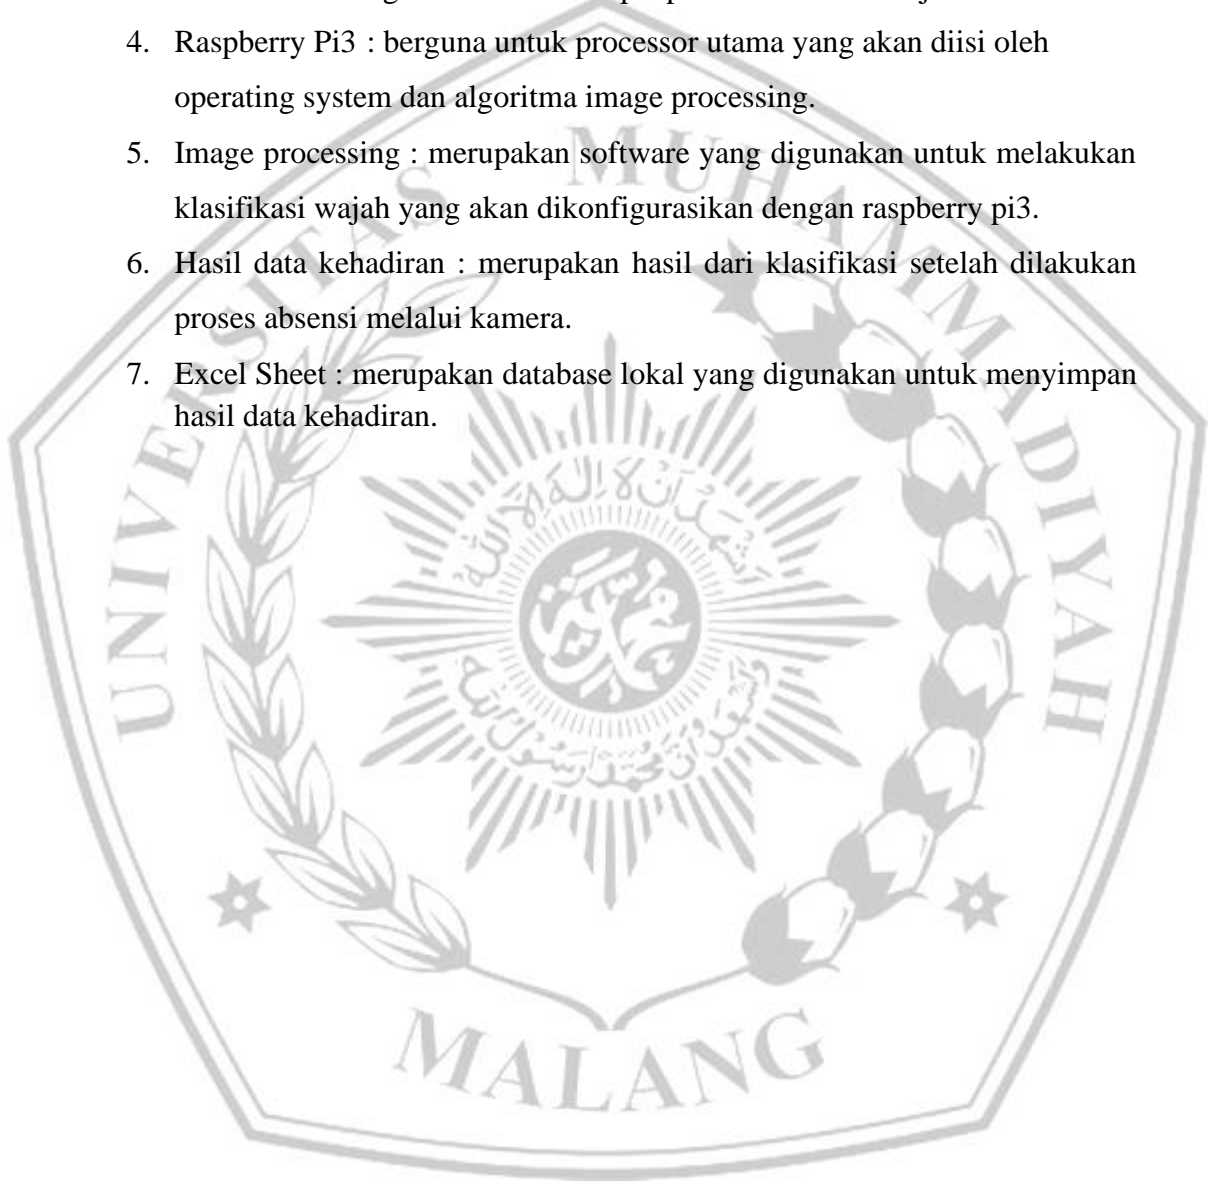 4. Raspberry Pi3 : berguna untuk processor utama yang akan diisi oleh
operating system dan algoritma image processing.
5. Image processing : merupakan software yang digunakan untuk melakukan
klasifikasi wajah yang akan dikonfigurasikan dengan raspberry pi3.
6. Hasil data kehadiran : merupakan hasil dari klasifikasi setelah dilakukan
proses absensi melalui kamera.
7. Excel Sheet : merupakan database lokal yang digunakan untuk menyimpan
hasil data kehadiran.
UNIVERSITAS MUHAMMADIYAH
MALANG